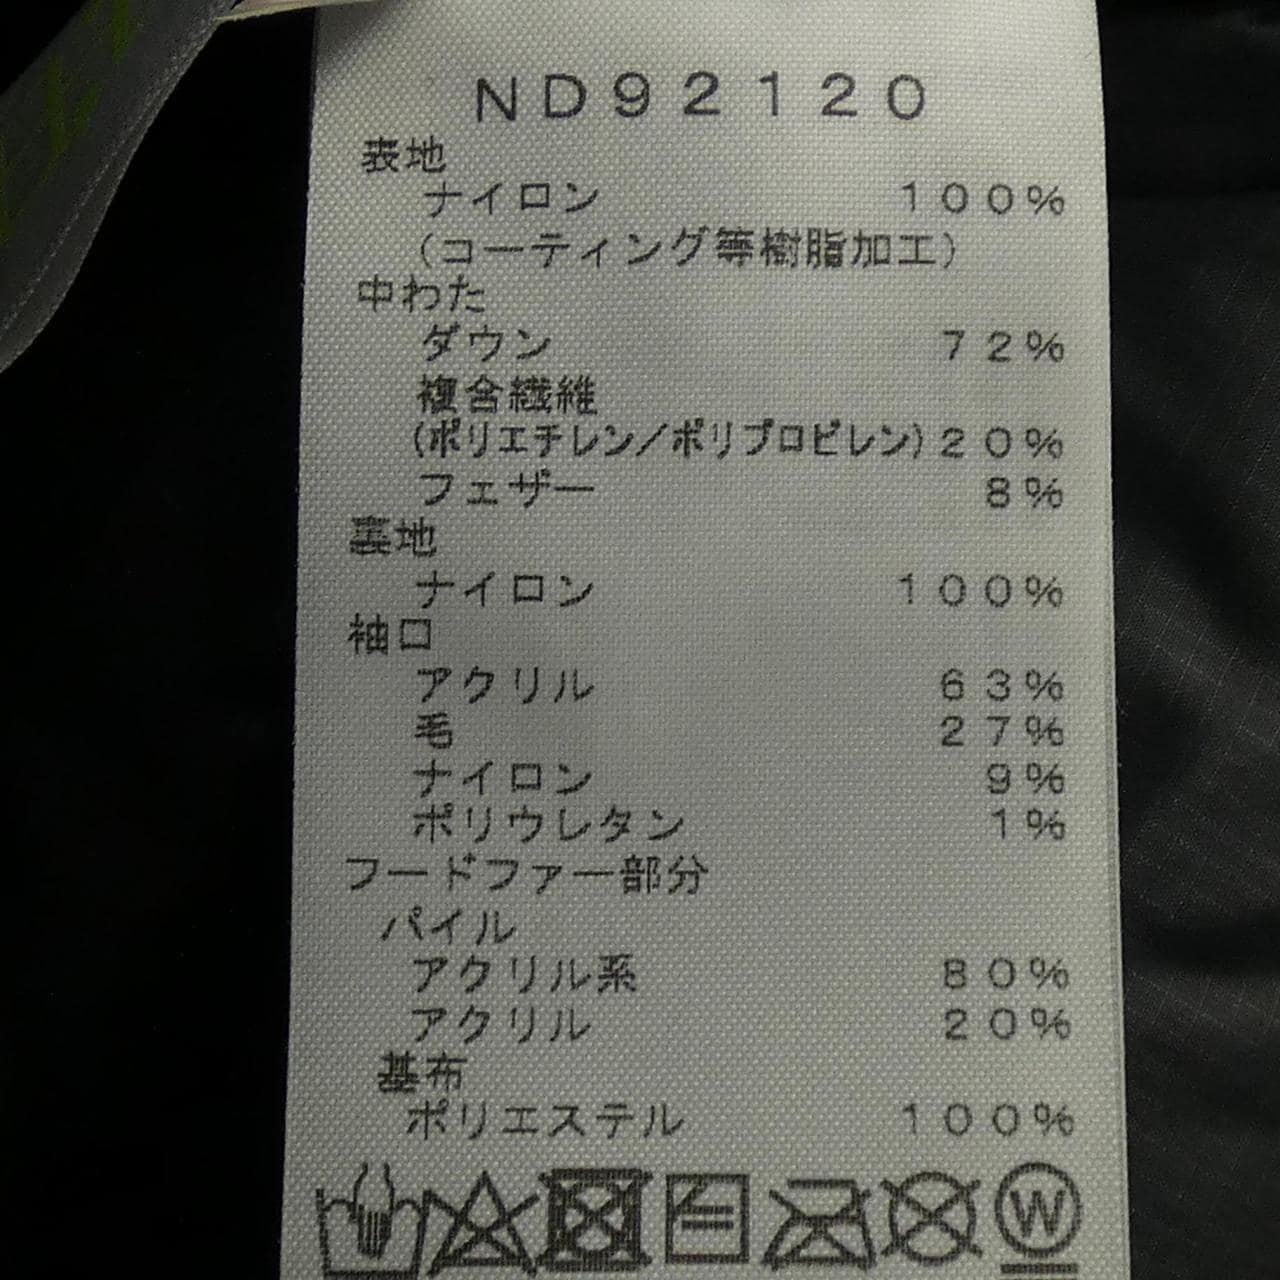 ND92120
表地
ナイロン 100%
(コーティング等樹脂加工)
中わた
ダウン 72%
複合繊維
(ポリエチレン/ポリプロピレン) 20%
フェザー 8%
裏地
ナイロン 100%
袖口
アクリル 63%
毛 27%
ナイロン 9%
ポリウレタン 1%
フードファー部分
パイル
アクリル系 80%
アクリル 20%
基布
ポリエステル 100%
W